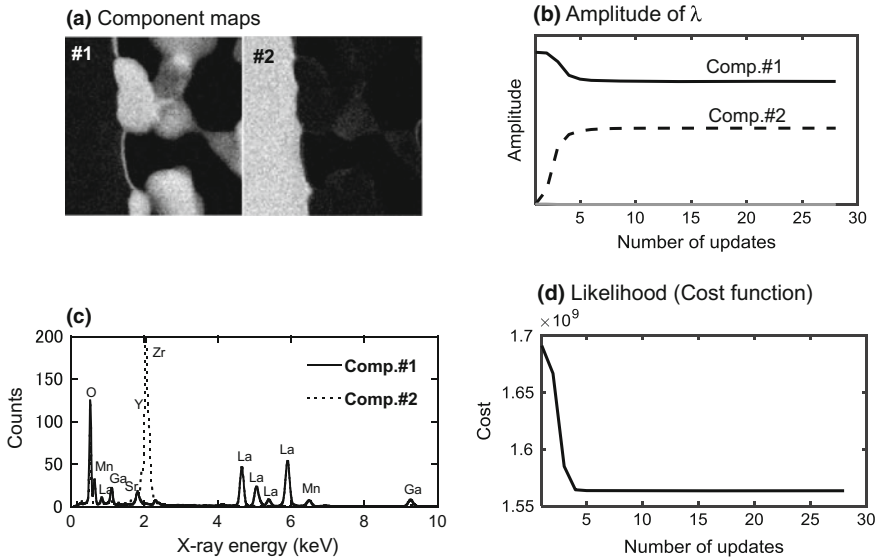 (a) Component maps
#1
#2
(b) Amplitude of λ
Amplitude
Comp.#1
Comp.#2
5 10 15 20 25 30
Number of updates
(c)
200
150
100
50
0
Counts
Zr
Comp.#1
Comp.#2
O
Y
Mn
La
Ga
Sr
La
La
La
La
Mn
Ga
0 2 4 6 8 10
X-ray energy (keV)
(d) Likelihood (Cost function)
×10⁹
1.7
1.65
1.6
1.55
Cost
5 10 15 20 25 30
Number of updates